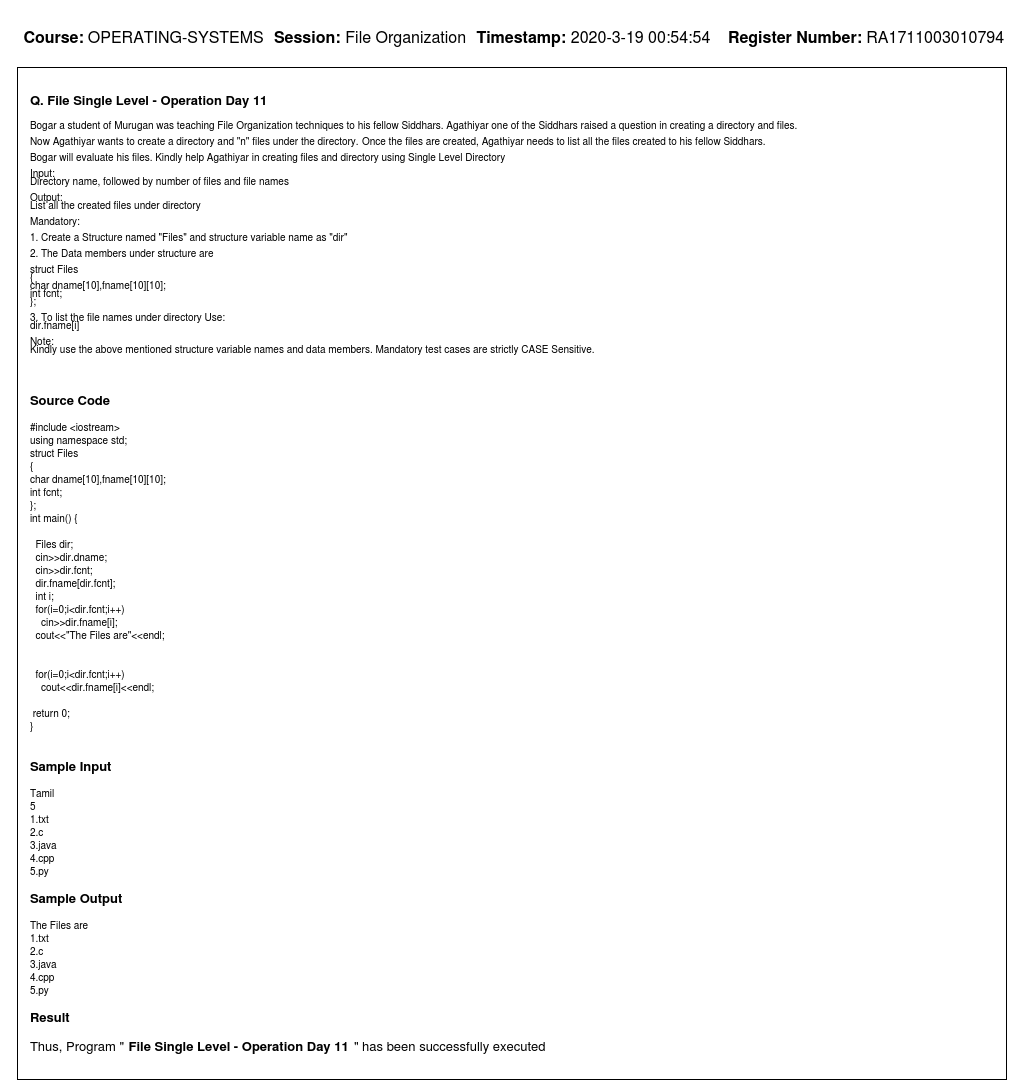 Course: OPERATING-SYSTEMS Session: File Organization Timestamp: 2020-3-19 00:54:54 Register Number: RA1711003010794
Q. File Single Level - Operation Day 11
Bogar a student of Murugan was teaching File Organization techniques to his fellow Siddhars. Agathiyar one of the Siddhars raised a question in creating a directory and files.
Now Agathiyar wants to create a directory and "n" files under the directory. Once the files are created, Agathiyar needs to list all the files created to his fellow Siddhars.
Bogar will evaluate his files. Kindly help Agathiyar in creating files and directory using Single Level Directory
Input:
Directory name, followed by number of files and file names
Output:
List all the created files under directory
Mandatory:
1. Create a Structure named "Files" and structure variable name as "dir"
2. The Data members under structure are
struct Files
{
char dname[10],fname[10][10];
int fcnt;
};
3. To list the file names under directory Use:
dir.fname[i]
Note:
Kindly use the above mentioned structure variable names and data members. Mandatory test cases are strictly CASE Sensitive.
Source Code
#include <iostream>
using namespace std;
struct Files
{
char dname[10],fname[10][10];
int fcnt;
};
int main() {
Files dir;
cin>>dir.dname;
cin>>dir.fcnt;
dir.fname[dir.fcnt];
int i;
for(i=0;i<dir.fcnt;i++)
cin>>dir.fname[i];
cout<<"The Files are"<<endl;
for(i=0;i<dir.fcnt;i++)
cout<<dir.fname[i]<<endl;
return 0;
}
Sample Input
Tamil
5
1.txt
2.c
3.java
4.cpp
5.py
Sample Output
The Files are
1.txt
2.c
3.java
4.cpp
5.py
Result
Thus, Program " File Single Level - Operation Day 11 " has been successfully executed